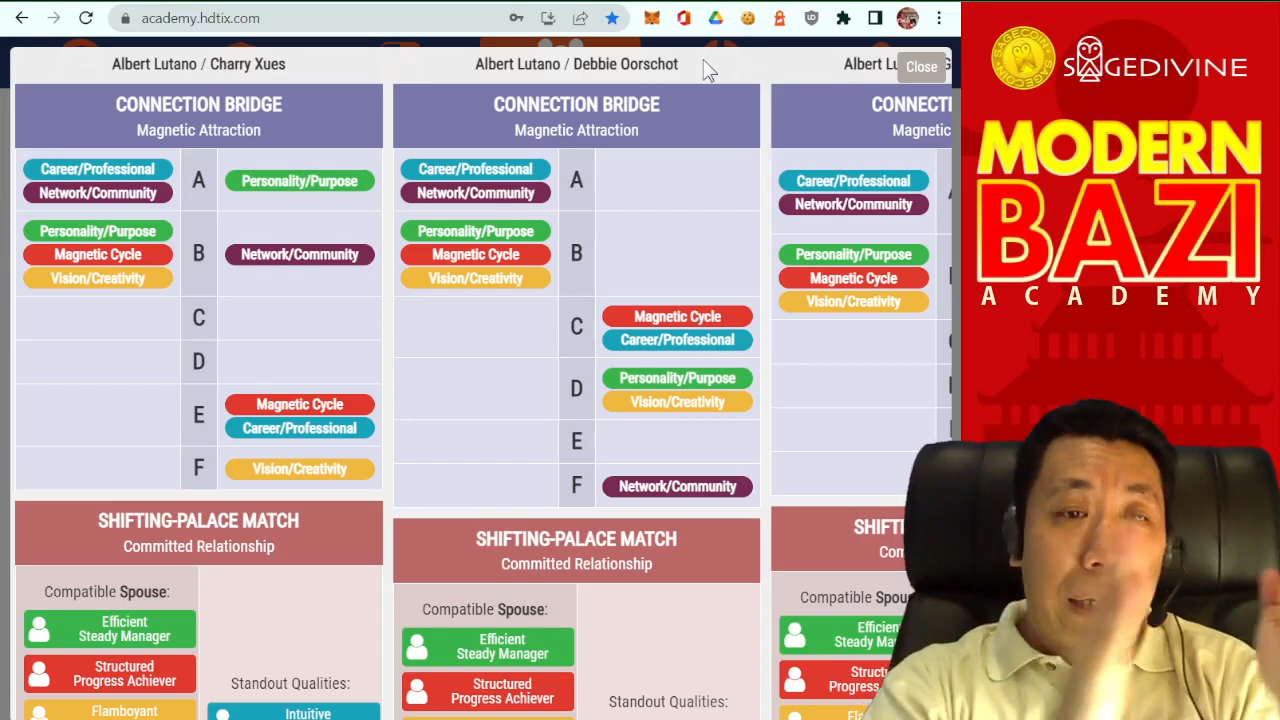 academy.hdtix.com
Albert Lutano / Charry Xues
CONNECTION BRIDGE
Magnetic Attraction
Career/Professional
Network/Community
A
Personality/Purpose
Personality/Purpose
Magnetic Cycle
Vision/Creativity
B
Network/Community
C
D
E
Magnetic Cycle
Career/Professional
F
Vision/Creativity
SHIFTING-PALACE MATCH
Committed Relationship
Compatible Spouse:
Efficient
Steady Manager
Structured
Progress Achiever
Flamboyant
Standout Qualities:
Intuitive
Albert Lutano / Debbie Oorschot
CONNECTION BRIDGE
Magnetic Attraction
Career/Professional
Network/Community
A
Personality/Purpose
Magnetic Cycle
Vision/Creativity
B
C
Magnetic Cycle
Career/Professional
D
Personality/Purpose
Vision/Creativity
E
F
Network/Community
SHIFTING-PALACE MATCH
Committed Relationship
Compatible Spouse:
Efficient
Steady Manager
Structured
Progress Achiever
Standout Qualities:
Albert
Close
Career/Professional
Network/Community
Personality/Purpose
Magnetic Cycle
Vision/Creativity
SAGECOIN
SAGEDIVINE
MODERN
BAZI
ACADEMY